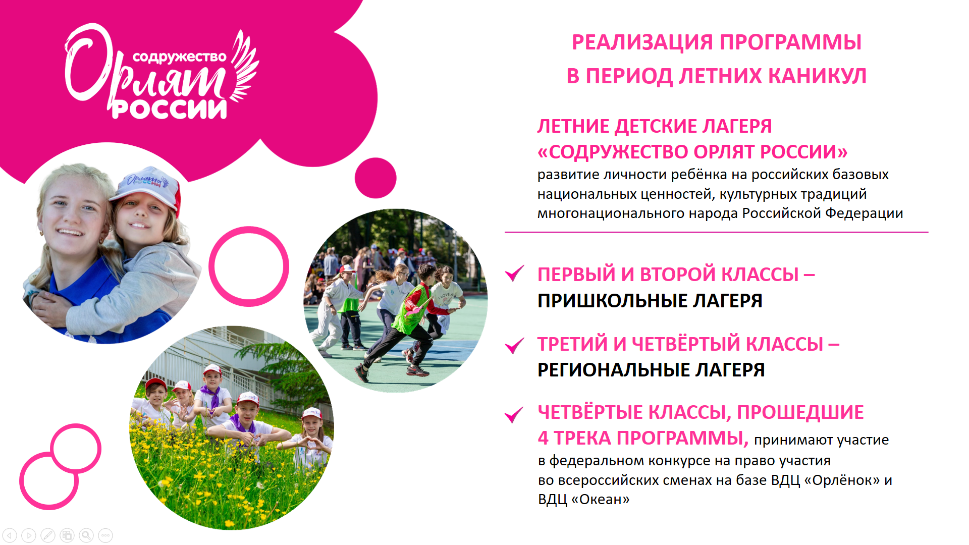 содружество
Орлят
РОССИИ
РЕАЛИЗАЦИЯ ПРОГРАММЫ
В ПЕРИОД ЛЕТНИХ КАНИКУЛ
ЛЕТНИЕ ДЕТСКИЕ ЛАГЕРЯ
«СОДРУЖЕСТВО ОРЛЯТ РОССИИ»
развитие личности ребёнка на российских базовых
национальных ценностей, культурных традиций
многонационального народа Российской Федерации
ПЕРВЫЙ И ВТОРОЙ КЛАССЫ –
ПРИШКОЛЬНЫЕ ЛАГЕРЯ
ТРЕТИЙ И ЧЕТВЁРТЫЙ КЛАССЫ –
РЕГИОНАЛЬНЫЕ ЛАГЕРЯ
ЧЕТВЁРТЫЕ КЛАССЫ, ПРОШЕДШИЕ
4 ТРЕКА ПРОГРАММЫ, принимают участие
в федеральном конкурсе на право участия
во всероссийских сменах на базе ВДЦ «Орлёнок» и
ВДЦ «Океан»